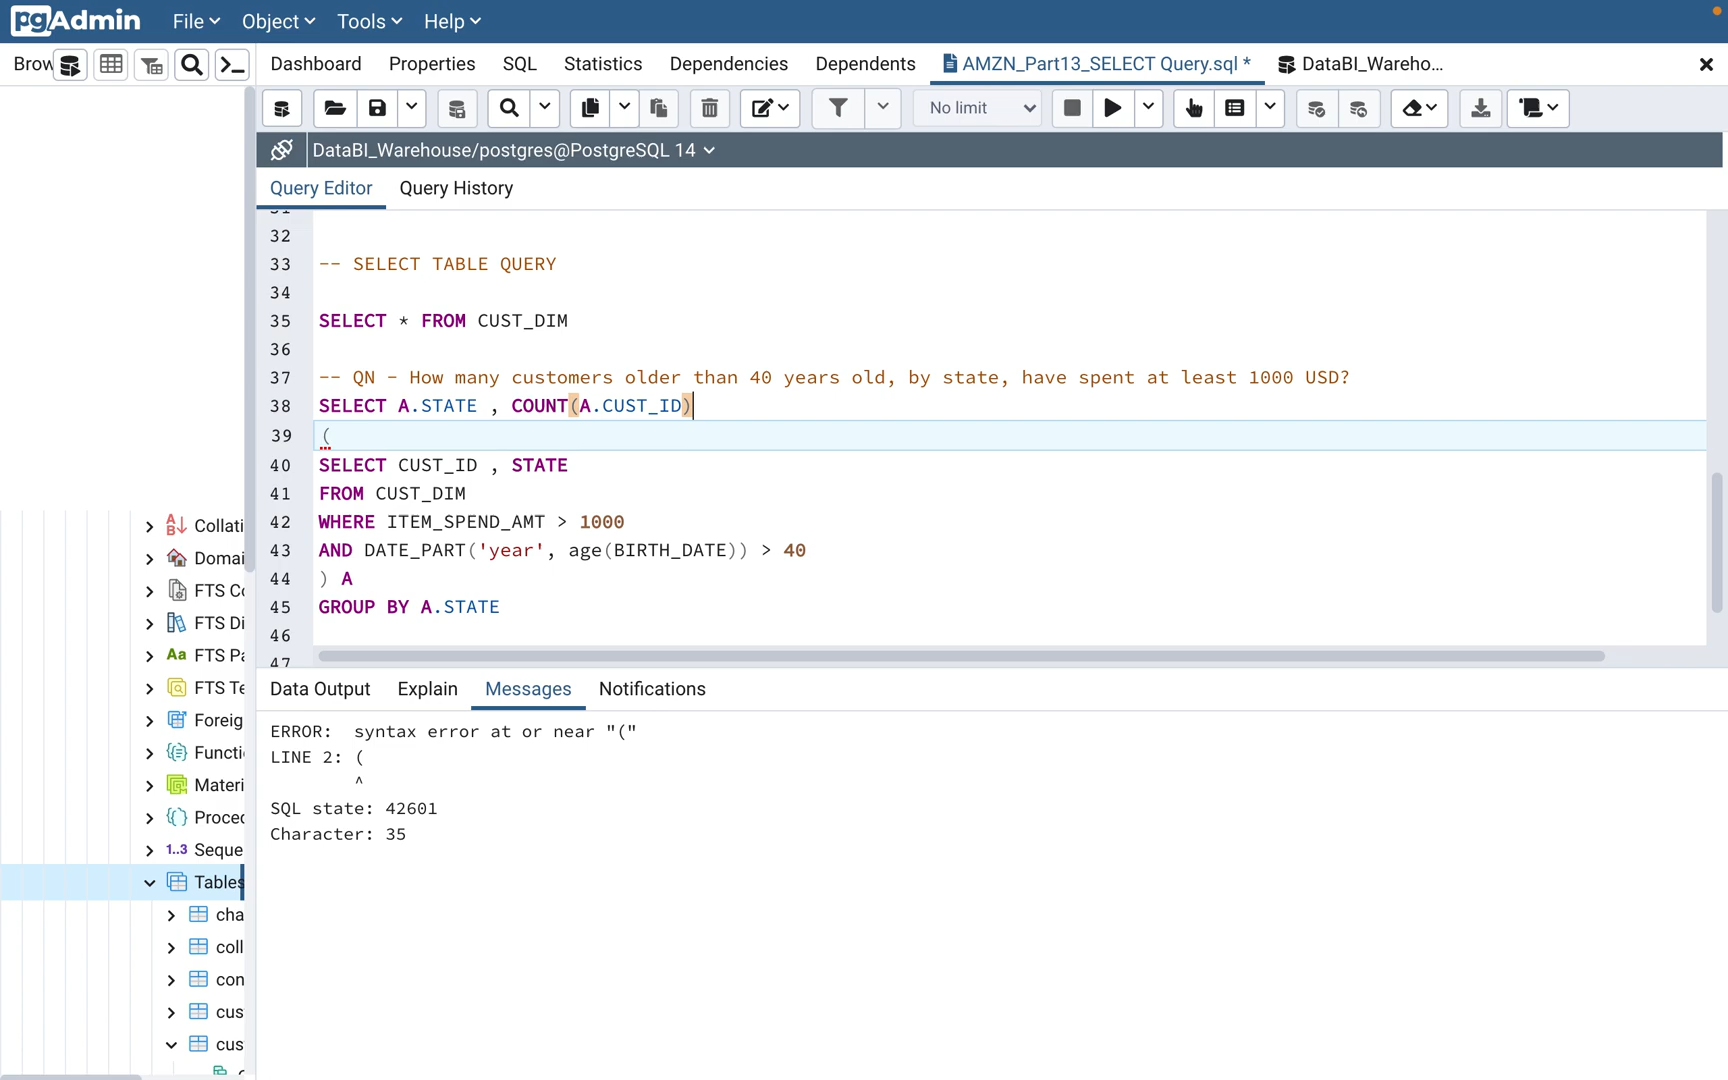 pgAdmin File Object Tools Help
Brow Dashboard Properties SQL Statistics Dependencies Dependents AMZN_Part13_SELECT Query.sql * DataBI_Wareho...
No limit
DataBI_Warehouse/postgres@PostgreSQL 14
Query Editor Query History
31
32
33 -- SELECT TABLE QUERY
34
35 SELECT * FROM CUST_DIM
36
37 -- QN - How many customers older than 40 years old, by state, have spent at least 1000 USD?
38 SELECT A.STATE , COUNT(A.CUST_ID)
39 (
40 SELECT CUST_ID , STATE
41 FROM CUST_DIM
42 WHERE ITEM_SPEND_AMT > 1000
43 AND DATE_PART('year', age(BIRTH_DATE)) > 40
44 ) A
45 GROUP BY A.STATE
46
47
Collati
Domai
FTS Co
FTS Di
Aa FTS Pa
FTS Te
Foreig
Functi
Materi
Proced
1..3 Seque
Tables
cha
coll
con
cus
cus
Data Output Explain Messages Notifications
ERROR: syntax error at or near "("
LINE 2: (
^
SQL state: 42601
Character: 35